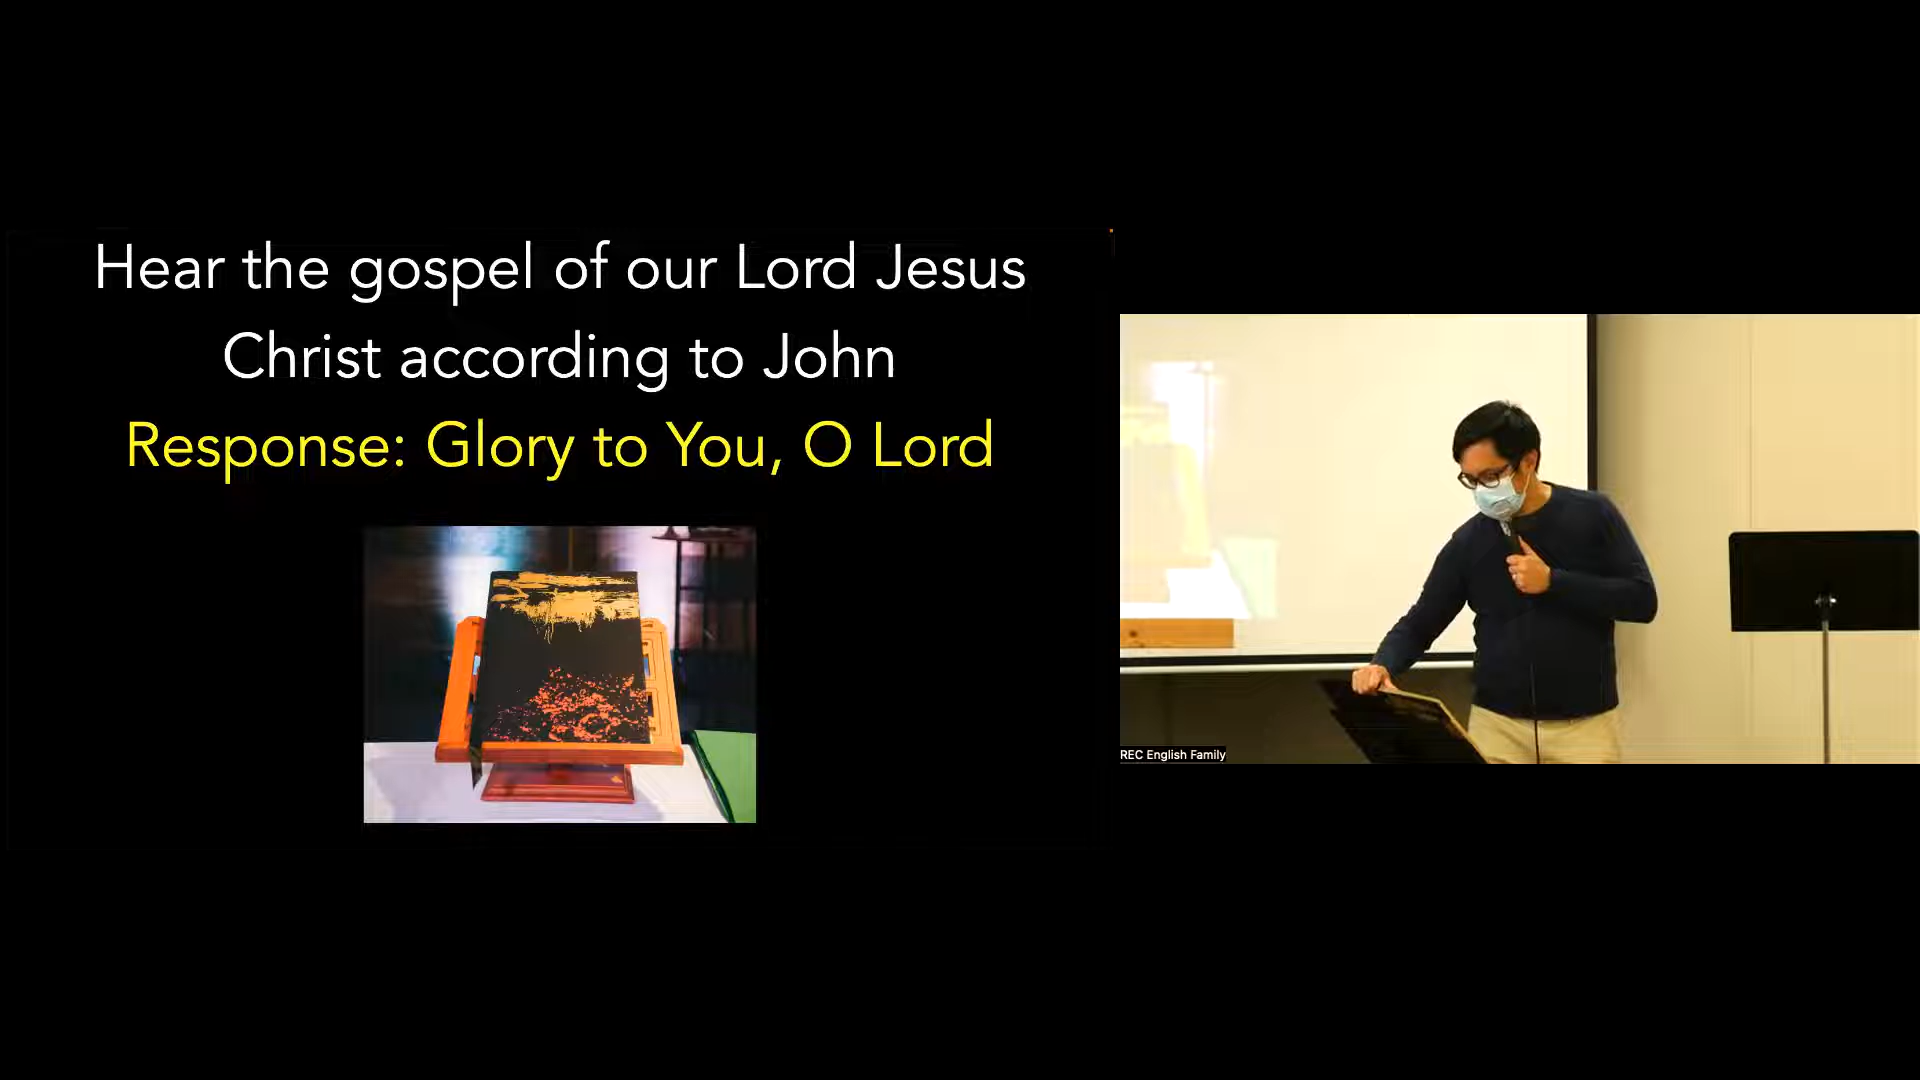 Hear the gospel of our Lord Jesus
Christ according to John
Response: Glory to You, O Lord
REC English Family